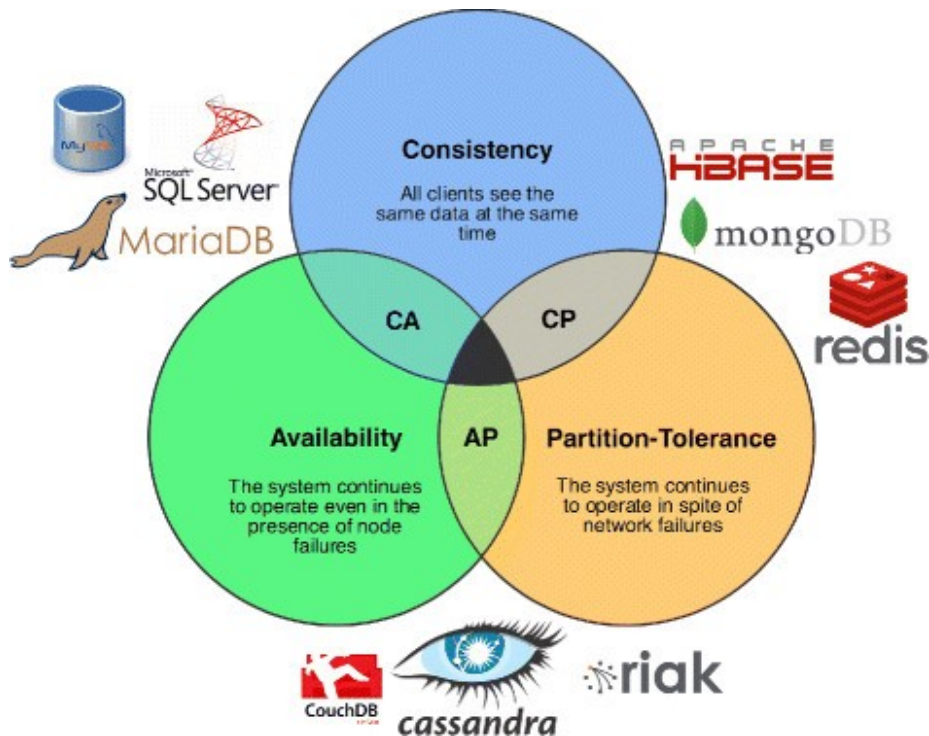 MySQL
Microsoft®
SQL Server
MariaDB
Consistency
All clients see the
same data at the same
time
APACHE
HBASE
mongoDB
redis
CA
CP
Availability
The system continues
to operate even in the
presence of node
failures
AP
Partition-Tolerance
The system continues
to operate in spite of
network failures
CouchDB
cassandra
riak